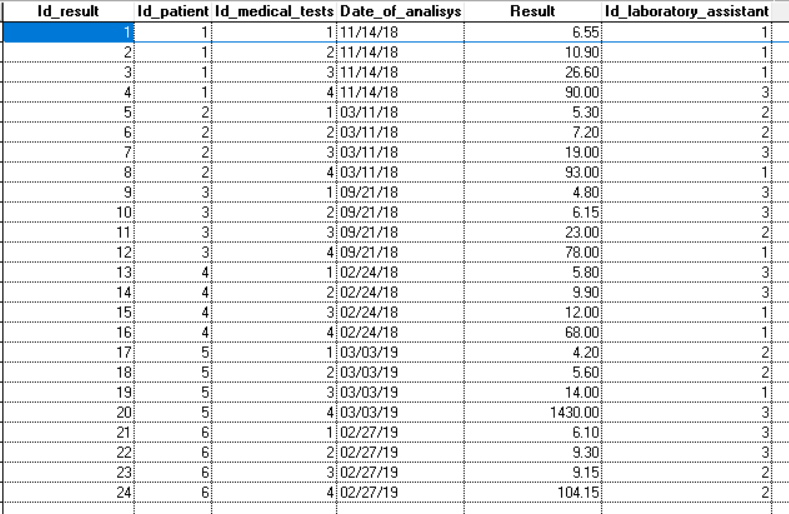 Id_result Id_patient Id_medical_tests Date_of_analisys Result Id_laboratory_assistant
1 1 1 11/14/18 6.55 1
2 1 2 11/14/18 10.90 1
3 1 3 11/14/18 26.60 1
4 1 4 11/14/18 90.00 3
5 2 1 03/11/18 5.30 2
6 2 2 03/11/18 7.20 2
7 2 3 03/11/18 19.00 3
8 2 4 03/11/18 93.00 1
9 3 1 09/21/18 4.80 3
10 3 2 09/21/18 6.15 3
11 3 3 09/21/18 23.00 2
12 3 4 09/21/18 78.00 1
13 4 1 02/24/18 5.80 3
14 4 2 02/24/18 9.90 3
15 4 3 02/24/18 12.00 1
16 4 4 02/24/18 68.00 1
17 5 1 03/03/19 4.20 2
18 5 2 03/03/19 5.60 2
19 5 3 03/03/19 14.00 1
20 5 4 03/03/19 1430.00 3
21 6 1 02/27/19 6.10 3
22 6 2 02/27/19 9.30 3
23 6 3 02/27/19 9.15 2
24 6 4 02/27/19 104.15 2